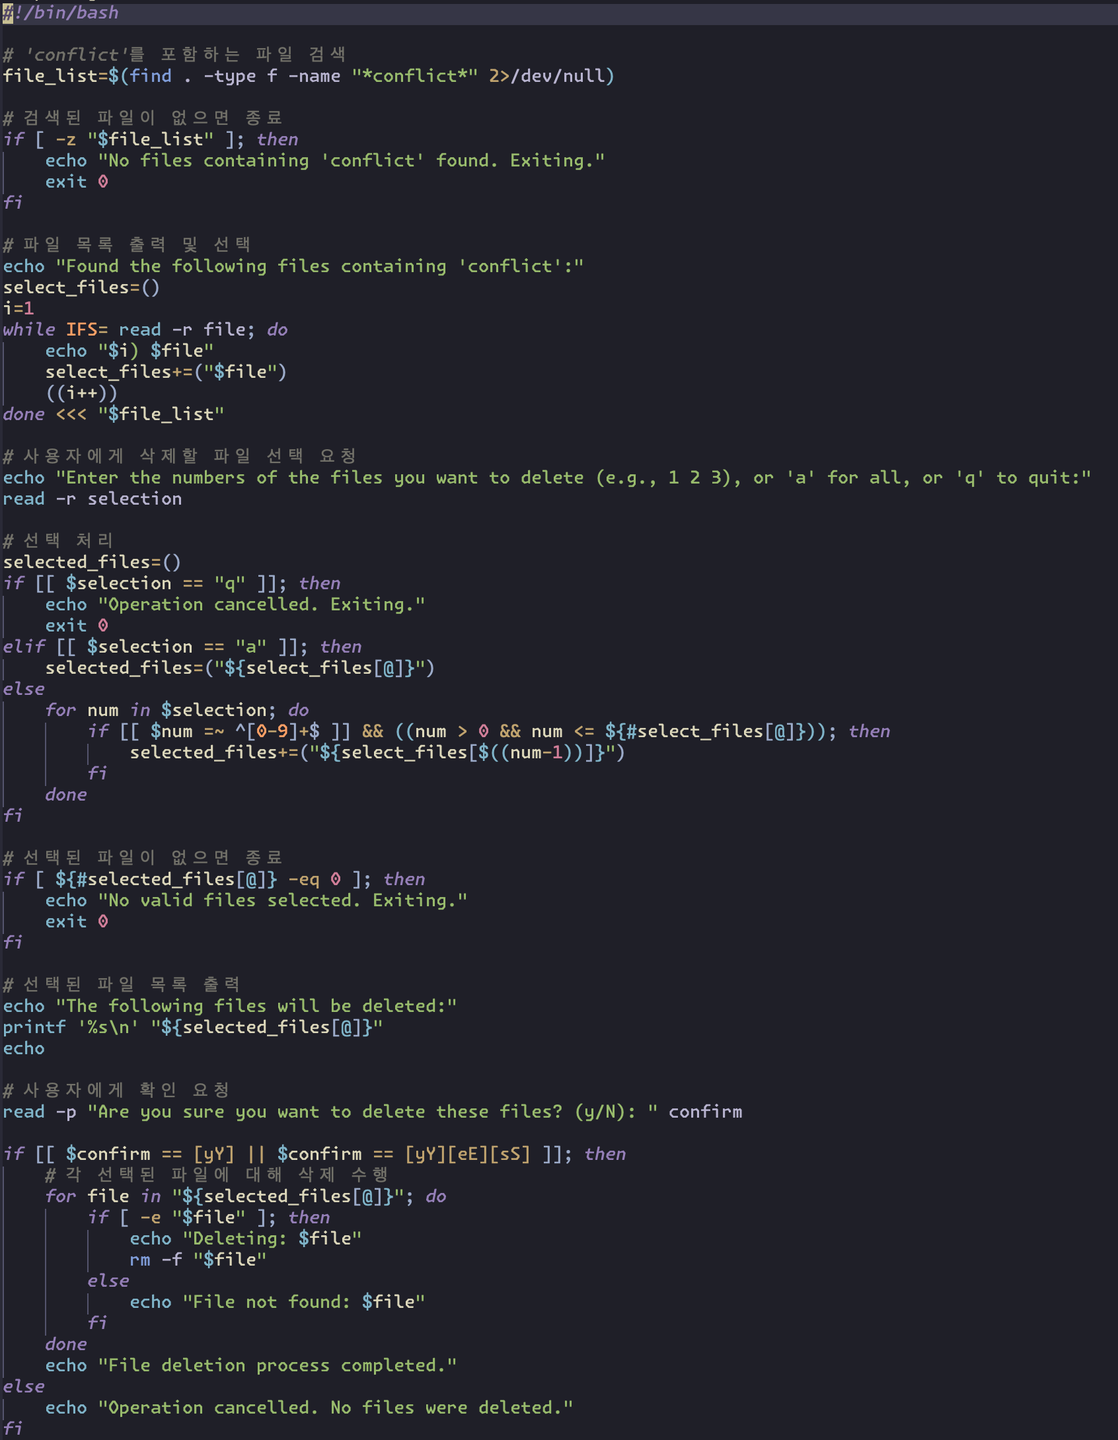 #!/bin/bash
# 'conflict'를 포함하는 파일 검색
file_list=$(find . -type f -name "*conflict*" 2>/dev/null)
# 검색된 파일이 없으면 종료
if [ -z "$file_list" ]; then
    echo "No files containing 'conflict' found. Exiting."
    exit 0
fi
# 파일 목록 출력 및 선택
echo "Found the following files containing 'conflict':"
select_files=()
i=1
while IFS= read -r file; do
    echo "$i) $file"
    select_files+=("$file")
    ((i++))
done <<< "$file_list"
# 사용자에게 삭제할 파일 선택 요청
echo "Enter the numbers of the files you want to delete (e.g., 1 2 3), or 'a' for all, or 'q' to quit:"
read -r selection
# 선택 처리
selected_files=()
if [[ $selection == "q" ]]; then
    echo "Operation cancelled. Exiting."
    exit 0
elif [[ $selection == "a" ]]; then
    selected_files=("${select_files[@]}")
else
    for num in $selection; do
        if [[ $num =~ ^[0-9]+$ ]] && ((num > 0 && num <= ${#select_files[@]})); then
            selected_files+=("${select_files[$((num-1))]}")
        fi
    done
fi
# 선택된 파일이 없으면 종료
if [ ${#selected_files[@]} -eq 0 ]; then
    echo "No valid files selected. Exiting."
    exit 0
fi
# 선택된 파일 목록 출력
echo "The following files will be deleted:"
printf '%s\n' "${selected_files[@]}"
echo
# 사용자에게 확인 요청
read -p "Are you sure you want to delete these files? (y/N): " confirm
if [[ $confirm == [yY] || $confirm == [yY][eE][sS] ]]; then
    # 각 선택된 파일에 대해 삭제 수행
    for file in "${selected_files[@]}"; do
        if [ -e "$file" ]; then
            echo "Deleting: $file"
            rm -f "$file"
        else
            echo "File not found: $file"
        fi
    done
    echo "File deletion process completed."
else
    echo "Operation cancelled. No files were deleted."
fi